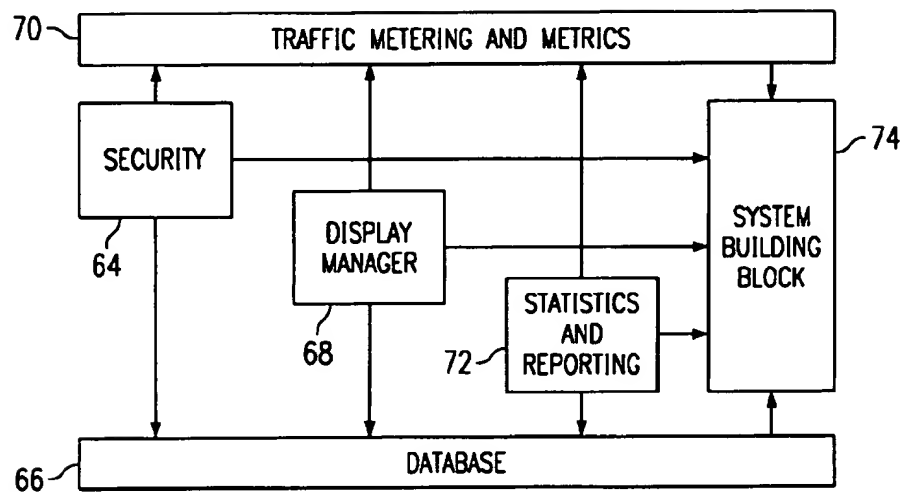 70
TRAFFIC METERING AND METRICS
SECURITY
64
DISPLAY
MANAGER
68
STATISTICS
AND
REPORTING
72
SYSTEM
BUILDING
BLOCK
74
66
DATABASE